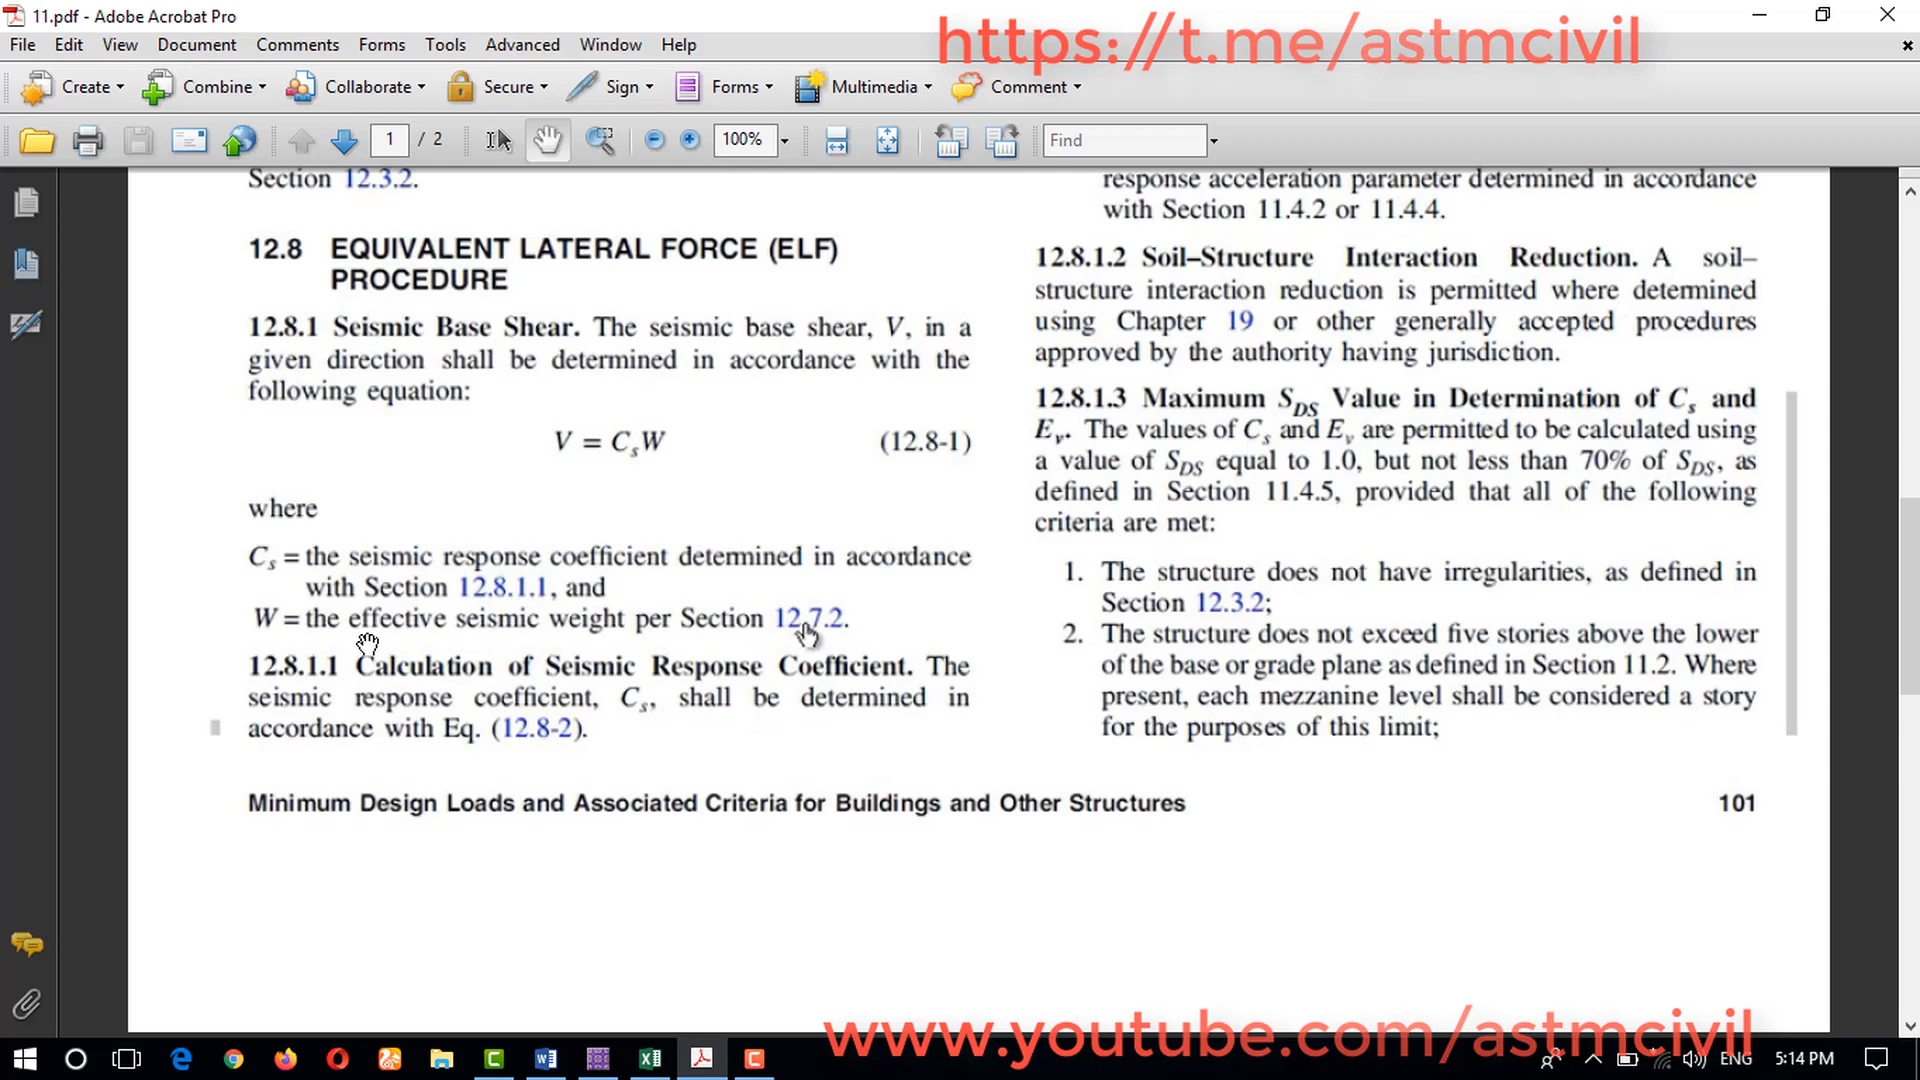 11.pdf - Adobe Acrobat Pro
https://t.me/astmcivil
File Edit View Document Comments Forms Tools Advanced Window Help
Create Combine Collaborate Secure Sign Forms Multimedia Comment
1 / 2 100% Find
Section 12.3.2.
12.8 EQUIVALENT LATERAL FORCE (ELF)
PROCEDURE
12.8.1 Seismic Base Shear. The seismic base shear, V, in a
given direction shall be determined in accordance with the
following equation:
V = CsW (12.8-1)
where
Cs = the seismic response coefficient determined in accordance
with Section 12.8.1.1, and
W = the effective seismic weight per Section 12.7.2.
12.8.1.1 Calculation of Seismic Response Coefficient. The
seismic response coefficient, Cs, shall be determined in
accordance with Eq. (12.8-2).
response acceleration parameter determined in accordance
with Section 11.4.2 or 11.4.4.
12.8.1.2 Soil–Structure Interaction Reduction. A soil–
structure interaction reduction is permitted where determined
using Chapter 19 or other generally accepted procedures
approved by the authority having jurisdiction.
12.8.1.3 Maximum SDS Value in Determination of Cs and
Ev. The values of Cs and Ev are permitted to be calculated using
a value of SDS equal to 1.0, but not less than 70% of SDS, as
defined in Section 11.4.5, provided that all of the following
criteria are met:
1. The structure does not have irregularities, as defined in
Section 12.3.2;
2. The structure does not exceed five stories above the lower
of the base or grade plane as defined in Section 11.2. Where
present, each mezzanine level shall be considered a story
for the purposes of this limit;
Minimum Design Loads and Associated Criteria for Buildings and Other Structures 101
www.youtube.com/astmcivil
ENG 5:14 PM